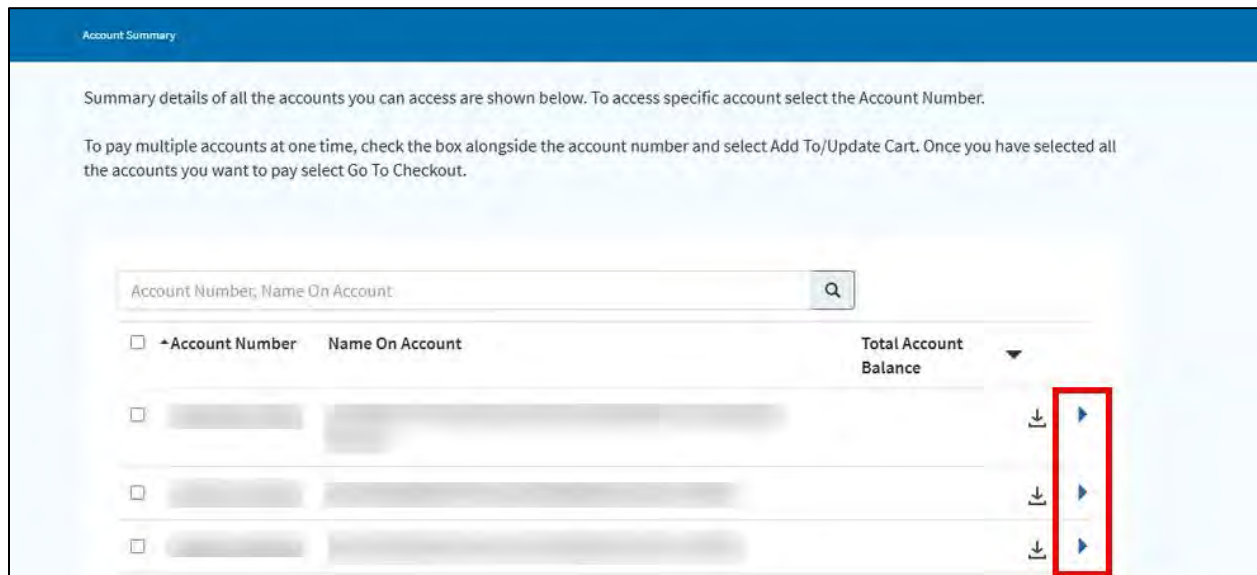 Account Summary
Summary details of all the accounts you can access are shown below. To access specific account select the Account Number.
To pay multiple accounts at one time, check the box alongside the account number and select Add To/Update Cart. Once you have selected all
the accounts you want to pay select Go To Checkout.
Account Number, Name On Account
Account Number Name On Account Total Account
Balance